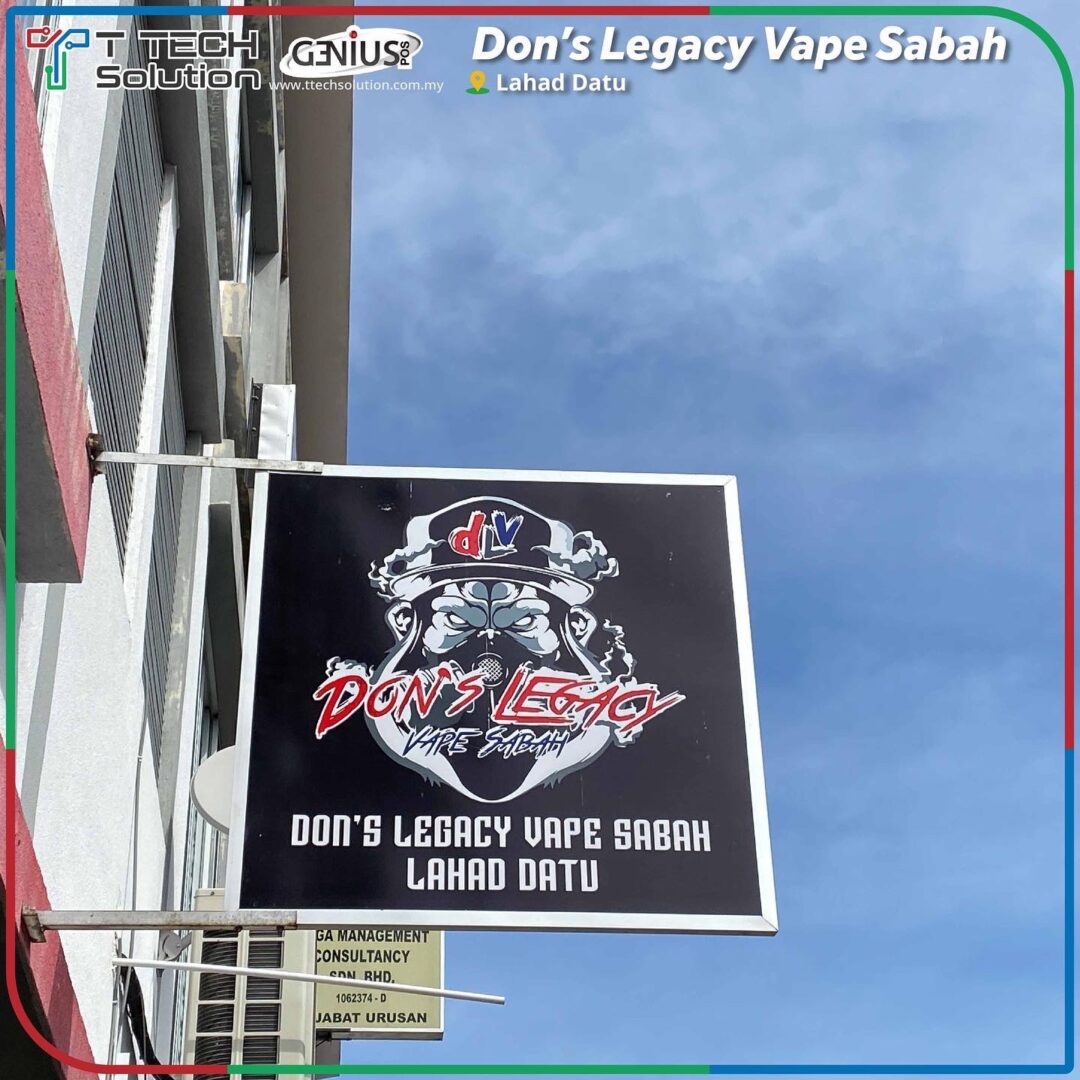 T TECH
Solution
GENIUS POS
www.ttechsolution.com.my
Don's Legacy Vape Sabah
Lahad Datu
dLV
DON'S LEGACY
VAPE SABAH
DON'S LEGACY VAPE SABAH
LAHAD DATU
GA MANAGEMENT
CONSULTANCY
SDN. BHD.
1062374 - D
JABAT URUSAN